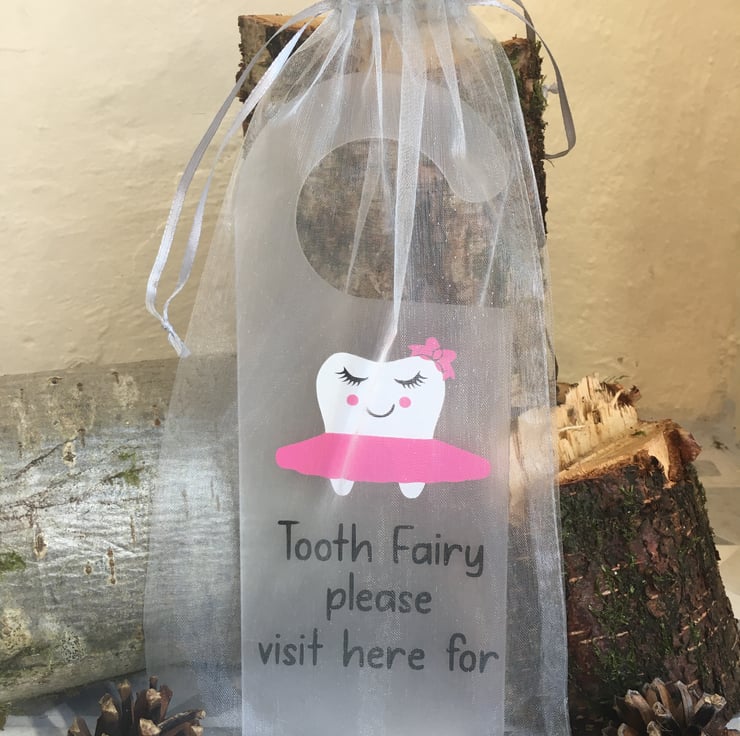 Tooth Fairy
please
visit here for